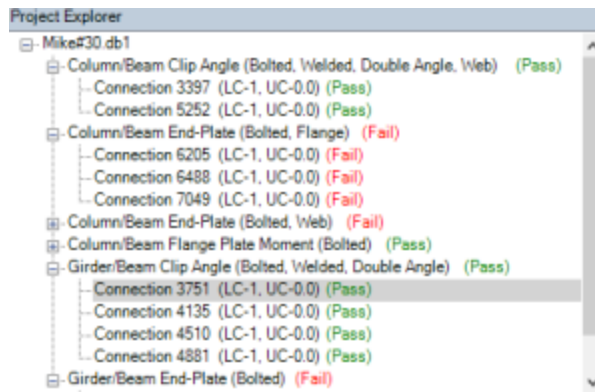 Project Explorer
Mike#30.db1
Column/Beam Clip Angle (Bolted, Welded, Double Angle, Web) (Pass)
Connection 3397 (LC-1, UC-0.0) (Pass)
Connection 5252 (LC-1, UC-0.0) (Pass)
Column/Beam End-Plate (Bolted, Flange) (Fail)
Connection 6205 (LC-1, UC-0.0) (Fail)
Connection 6488 (LC-1, UC-0.0) (Fail)
Connection 7049 (LC-1, UC-0.0) (Fail)
Column/Beam End-Plate (Bolted, Web) (Fail)
Column/Beam Flange Plate Moment (Bolted) (Pass)
Girder/Beam Clip Angle (Bolted, Welded, Double Angle) (Pass)
Connection 3751 (LC-1, UC-0.0) (Pass)
Connection 4135 (LC-1, UC-0.0) (Pass)
Connection 4510 (LC-1, UC-0.0) (Pass)
Connection 4881 (LC-1, UC-0.0) (Pass)
Girder/Beam End-Plate (Bolted) (Fail)